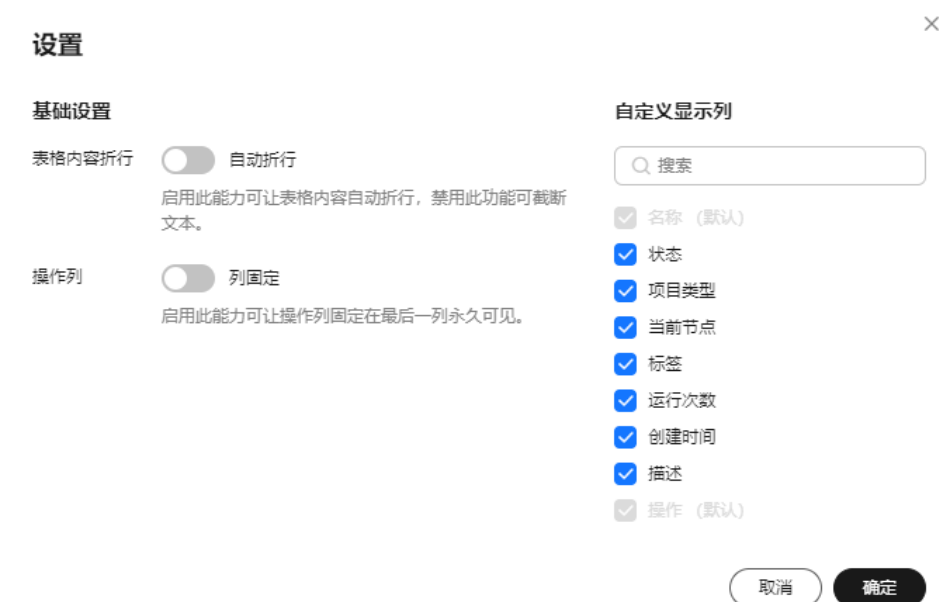 设置
基础设置
表格内容折行
自动折行
启用此能力可让表格内容自动折行，禁用此功能可截断
文本。
操作列
列固定
启用此能力可让操作列固定在最后一列永久可见。
自定义显示列
搜索
名称（默认）
状态
项目类型
当前节点
标签
运行次数
创建时间
描述
操作（默认）
取消
确定